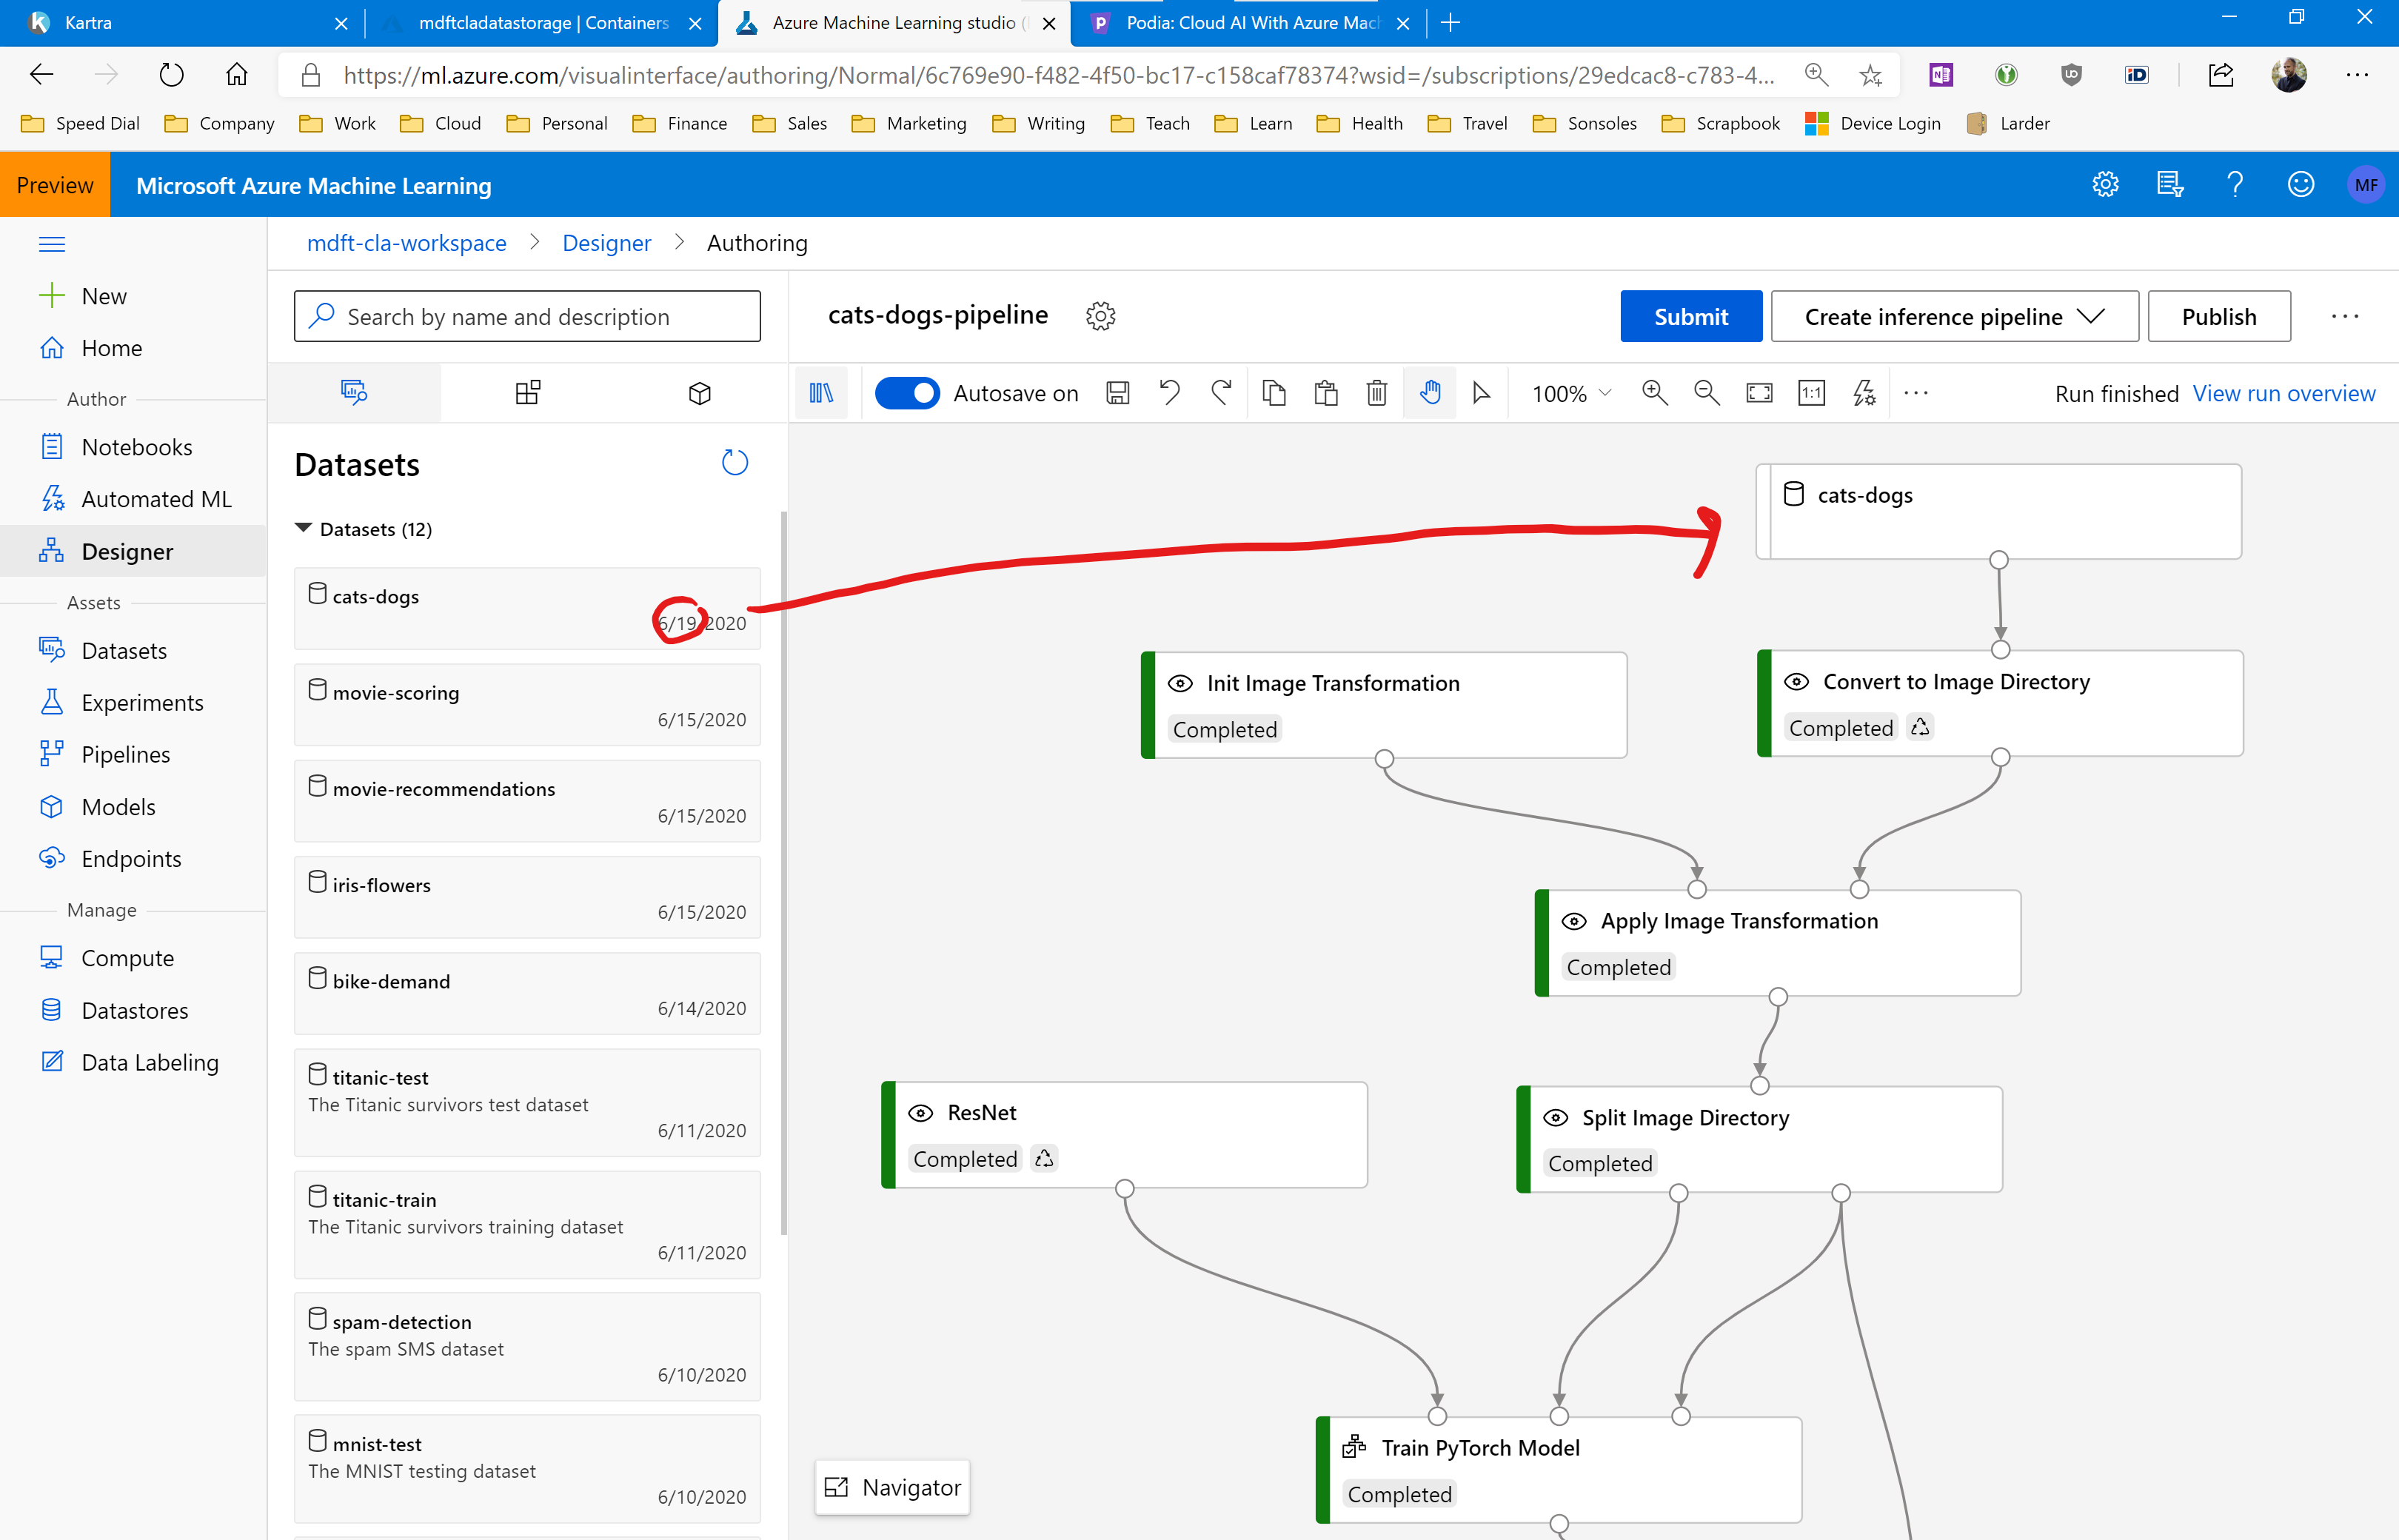 Kartra
mdftcladatastorage | Containers
Azure Machine Learning studio (
Podia: Cloud AI With Azure Mac
https://ml.azure.com/visualinterface/authoring/Normal/6c769e90-f482-4f50-bc17-c158caf78374?wsid=/subscriptions/29edcac8-c783-4...
Speed Dial
Company
Work
Cloud
Personal
Finance
Sales
Marketing
Writing
Teach
Learn
Health
Travel
Sonsoles
Scrapbook
Device Login
Larder
Preview
Microsoft Azure Machine Learning
MF
New
Home
Author
Notebooks
Automated ML
Designer
Assets
Datasets
Experiments
Pipelines
Models
Endpoints
Manage
Compute
Datastores
Data Labeling
mdft-cla-workspace > Designer > Authoring
Search by name and description
Datasets
Datasets (12)
cats-dogs
6/19/2020
movie-scoring
6/15/2020
movie-recommendations
6/15/2020
iris-flowers
6/15/2020
bike-demand
6/14/2020
titanic-test
The Titanic survivors test dataset
6/11/2020
titanic-train
The Titanic survivors training dataset
6/11/2020
spam-detection
The spam SMS dataset
6/10/2020
mnist-test
The MNIST testing dataset
6/10/2020
cats-dogs-pipeline
Submit
Create inference pipeline
Publish
Autosave on
100%
1:1
Run finished
View run overview
cats-dogs
Init Image Transformation
Completed
Convert to Image Directory
Completed
Apply Image Transformation
Completed
ResNet
Completed
Split Image Directory
Completed
Train PyTorch Model
Completed
Navigator